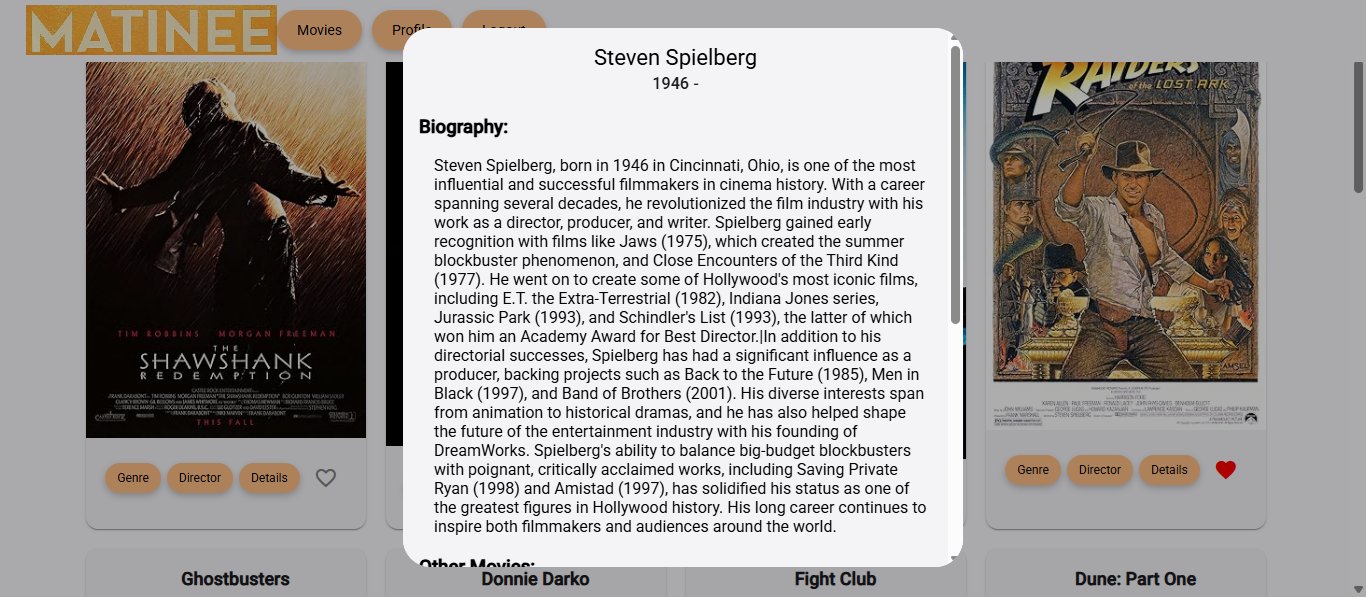 MATINEE
Movies
Profile
Logout
Steven Spielberg
1946 -
Biography:
Steven Spielberg, born in 1946 in Cincinnati, Ohio, is one of the most
influential and successful filmmakers in cinema history. With a career
spanning several decades, he revolutionized the film industry with his
work as a director, producer, and writer. Spielberg gained early
recognition with films like Jaws (1975), which created the summer
blockbuster phenomenon, and Close Encounters of the Third Kind
(1977). He went on to create some of Hollywood's most iconic films,
including E.T. the Extra-Terrestrial (1982), Indiana Jones series,
Jurassic Park (1993), and Schindler's List (1993), the latter of which
won him an Academy Award for Best Director.|In addition to his
directorial successes, Spielberg has had a significant influence as a
producer, backing projects such as Back to the Future (1985), Men in
Black (1997), and Band of Brothers (2001). His diverse interests span
from animation to historical dramas, and he has also helped shape
the future of the entertainment industry with his founding of
DreamWorks. Spielberg's ability to balance big-budget blockbusters
with poignant, critically acclaimed works, including Saving Private
Ryan (1998) and Amistad (1997), has solidified his status as one of
the greatest figures in Hollywood history. His long career continues to
inspire both filmmakers and audiences around the world.
Other Movies:
TIM ROBBINS MORGAN FREEMAN
THE
SHAWSHANK
REDEMPTION
THIS FALL
Genre
Director
Details
RAIDERS
of the LOST ARK
Genre
Director
Details
Ghostbusters
Donnie Darko
Fight Club
Dune: Part One